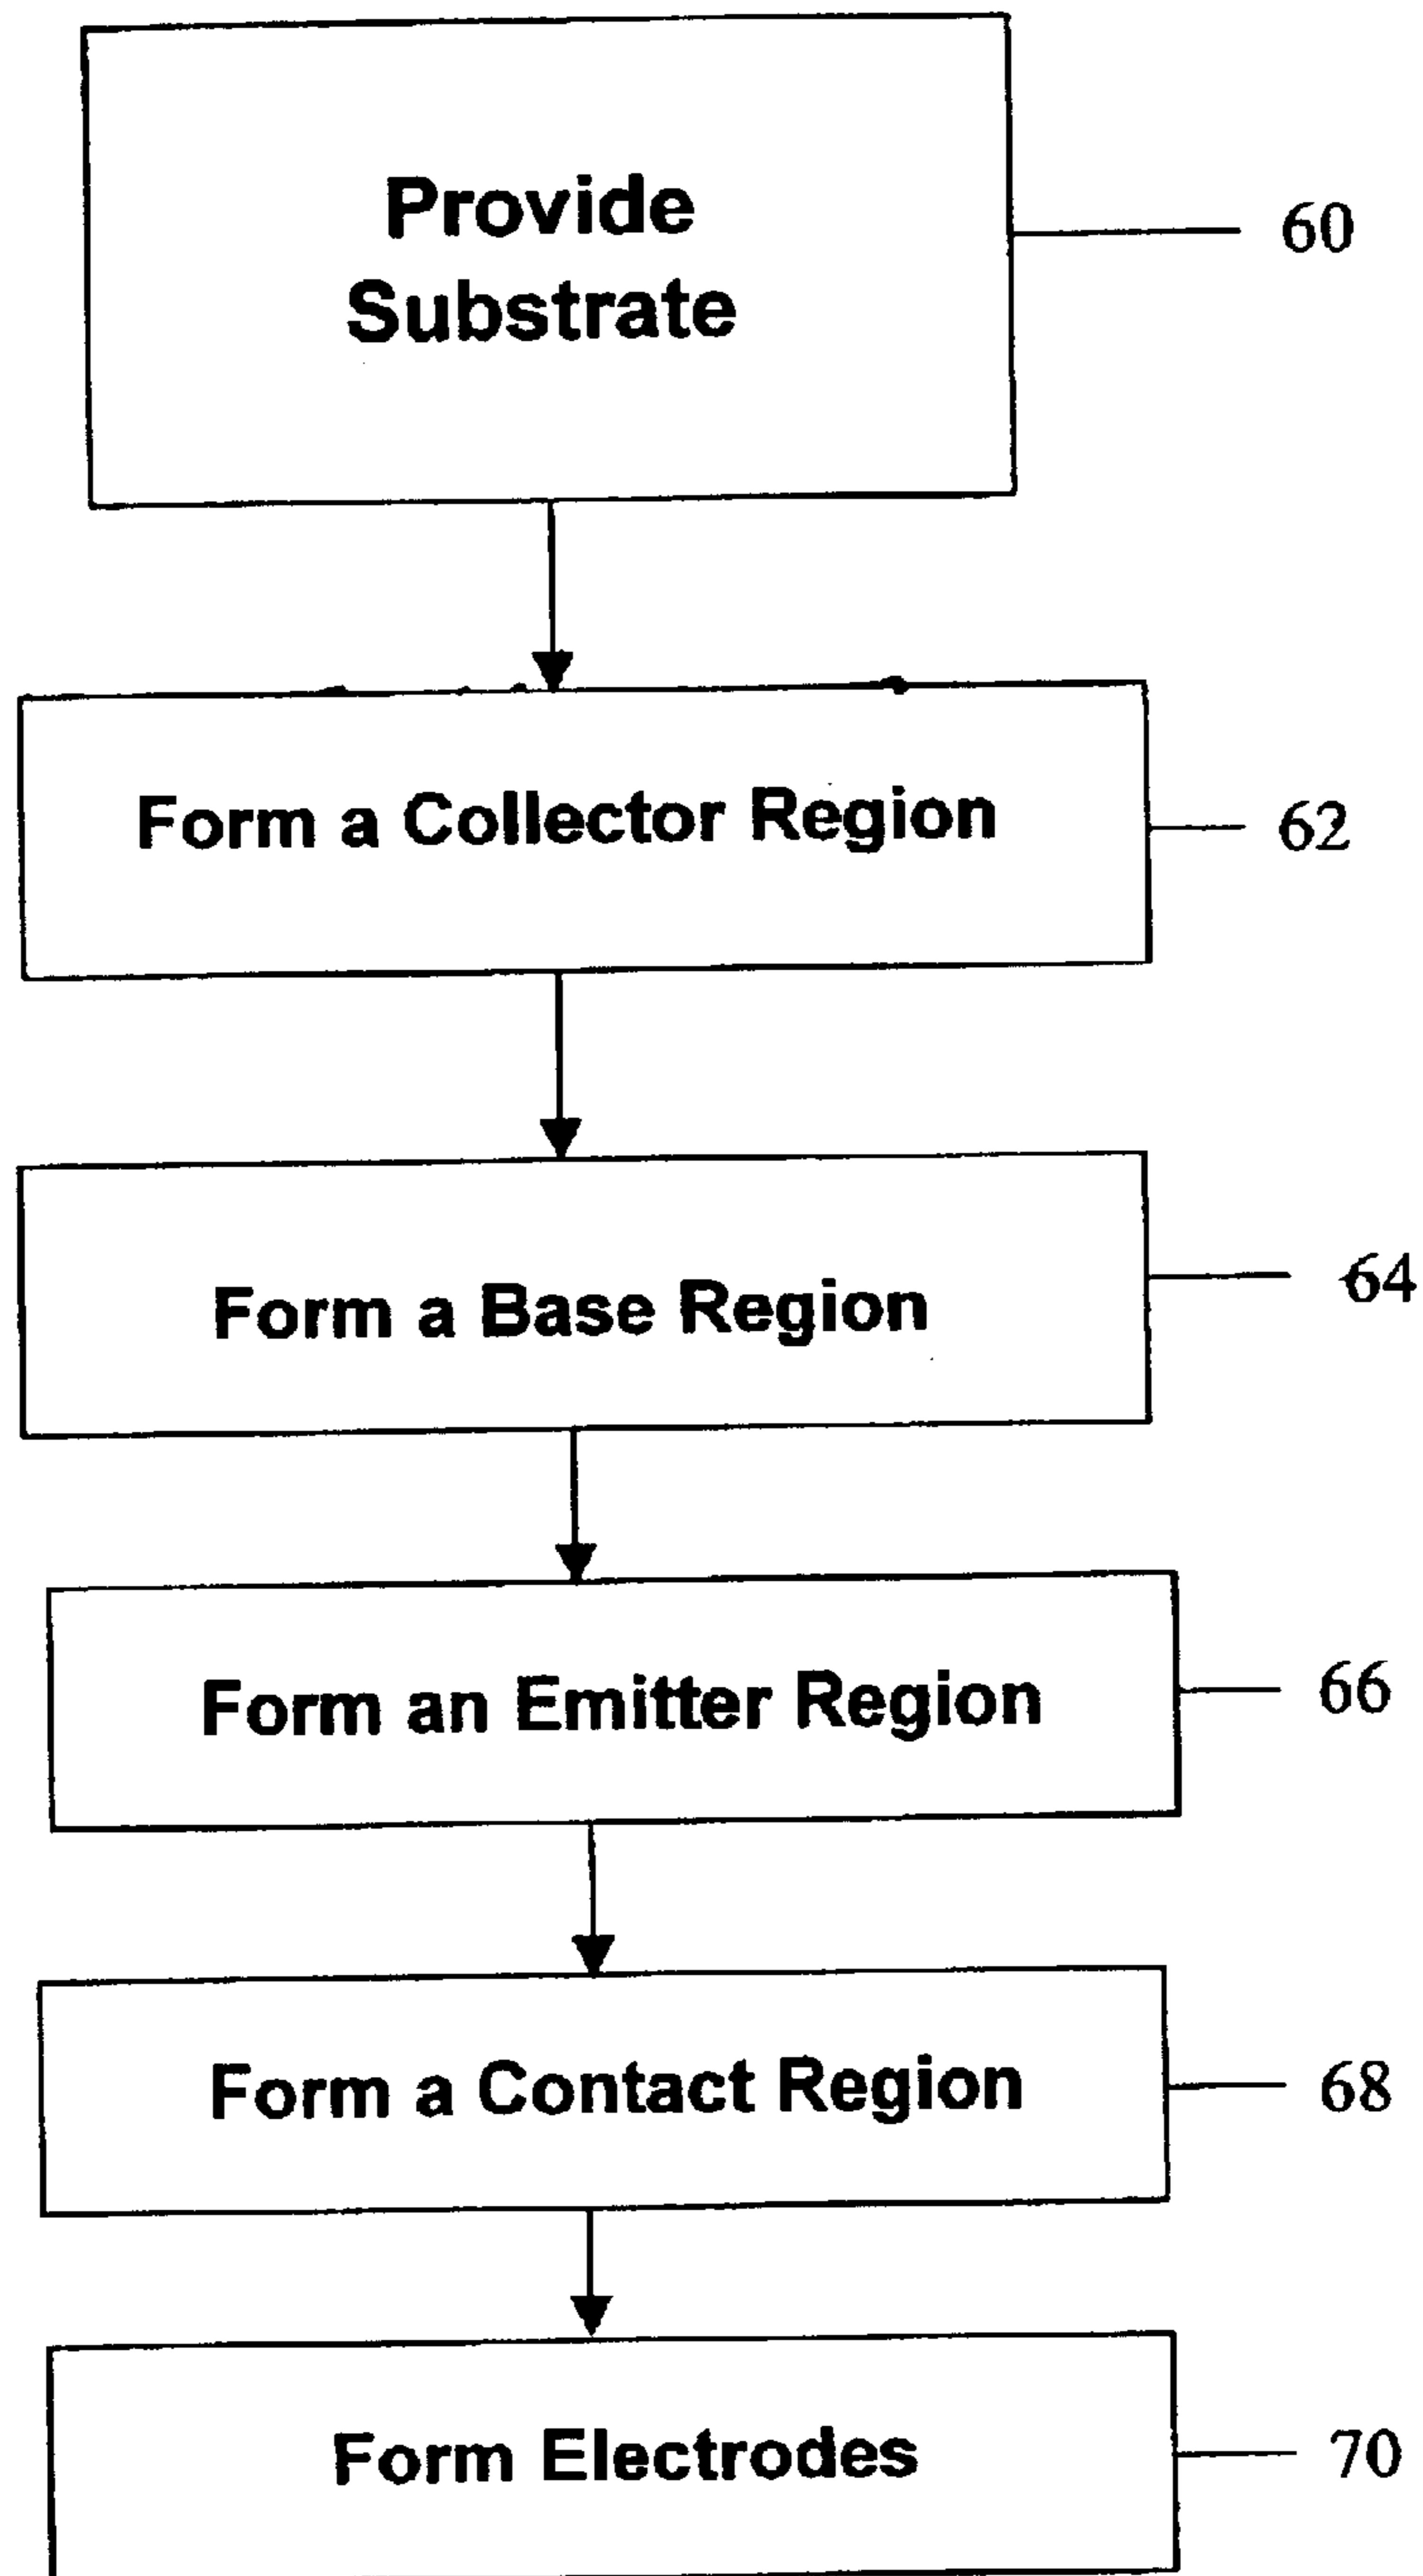 Provide
Substrate
60
Form a Collector Region
62
Form a Base Region
64
Form an Emitter Region
66
Form a Contact Region
68
Form Electrodes
70